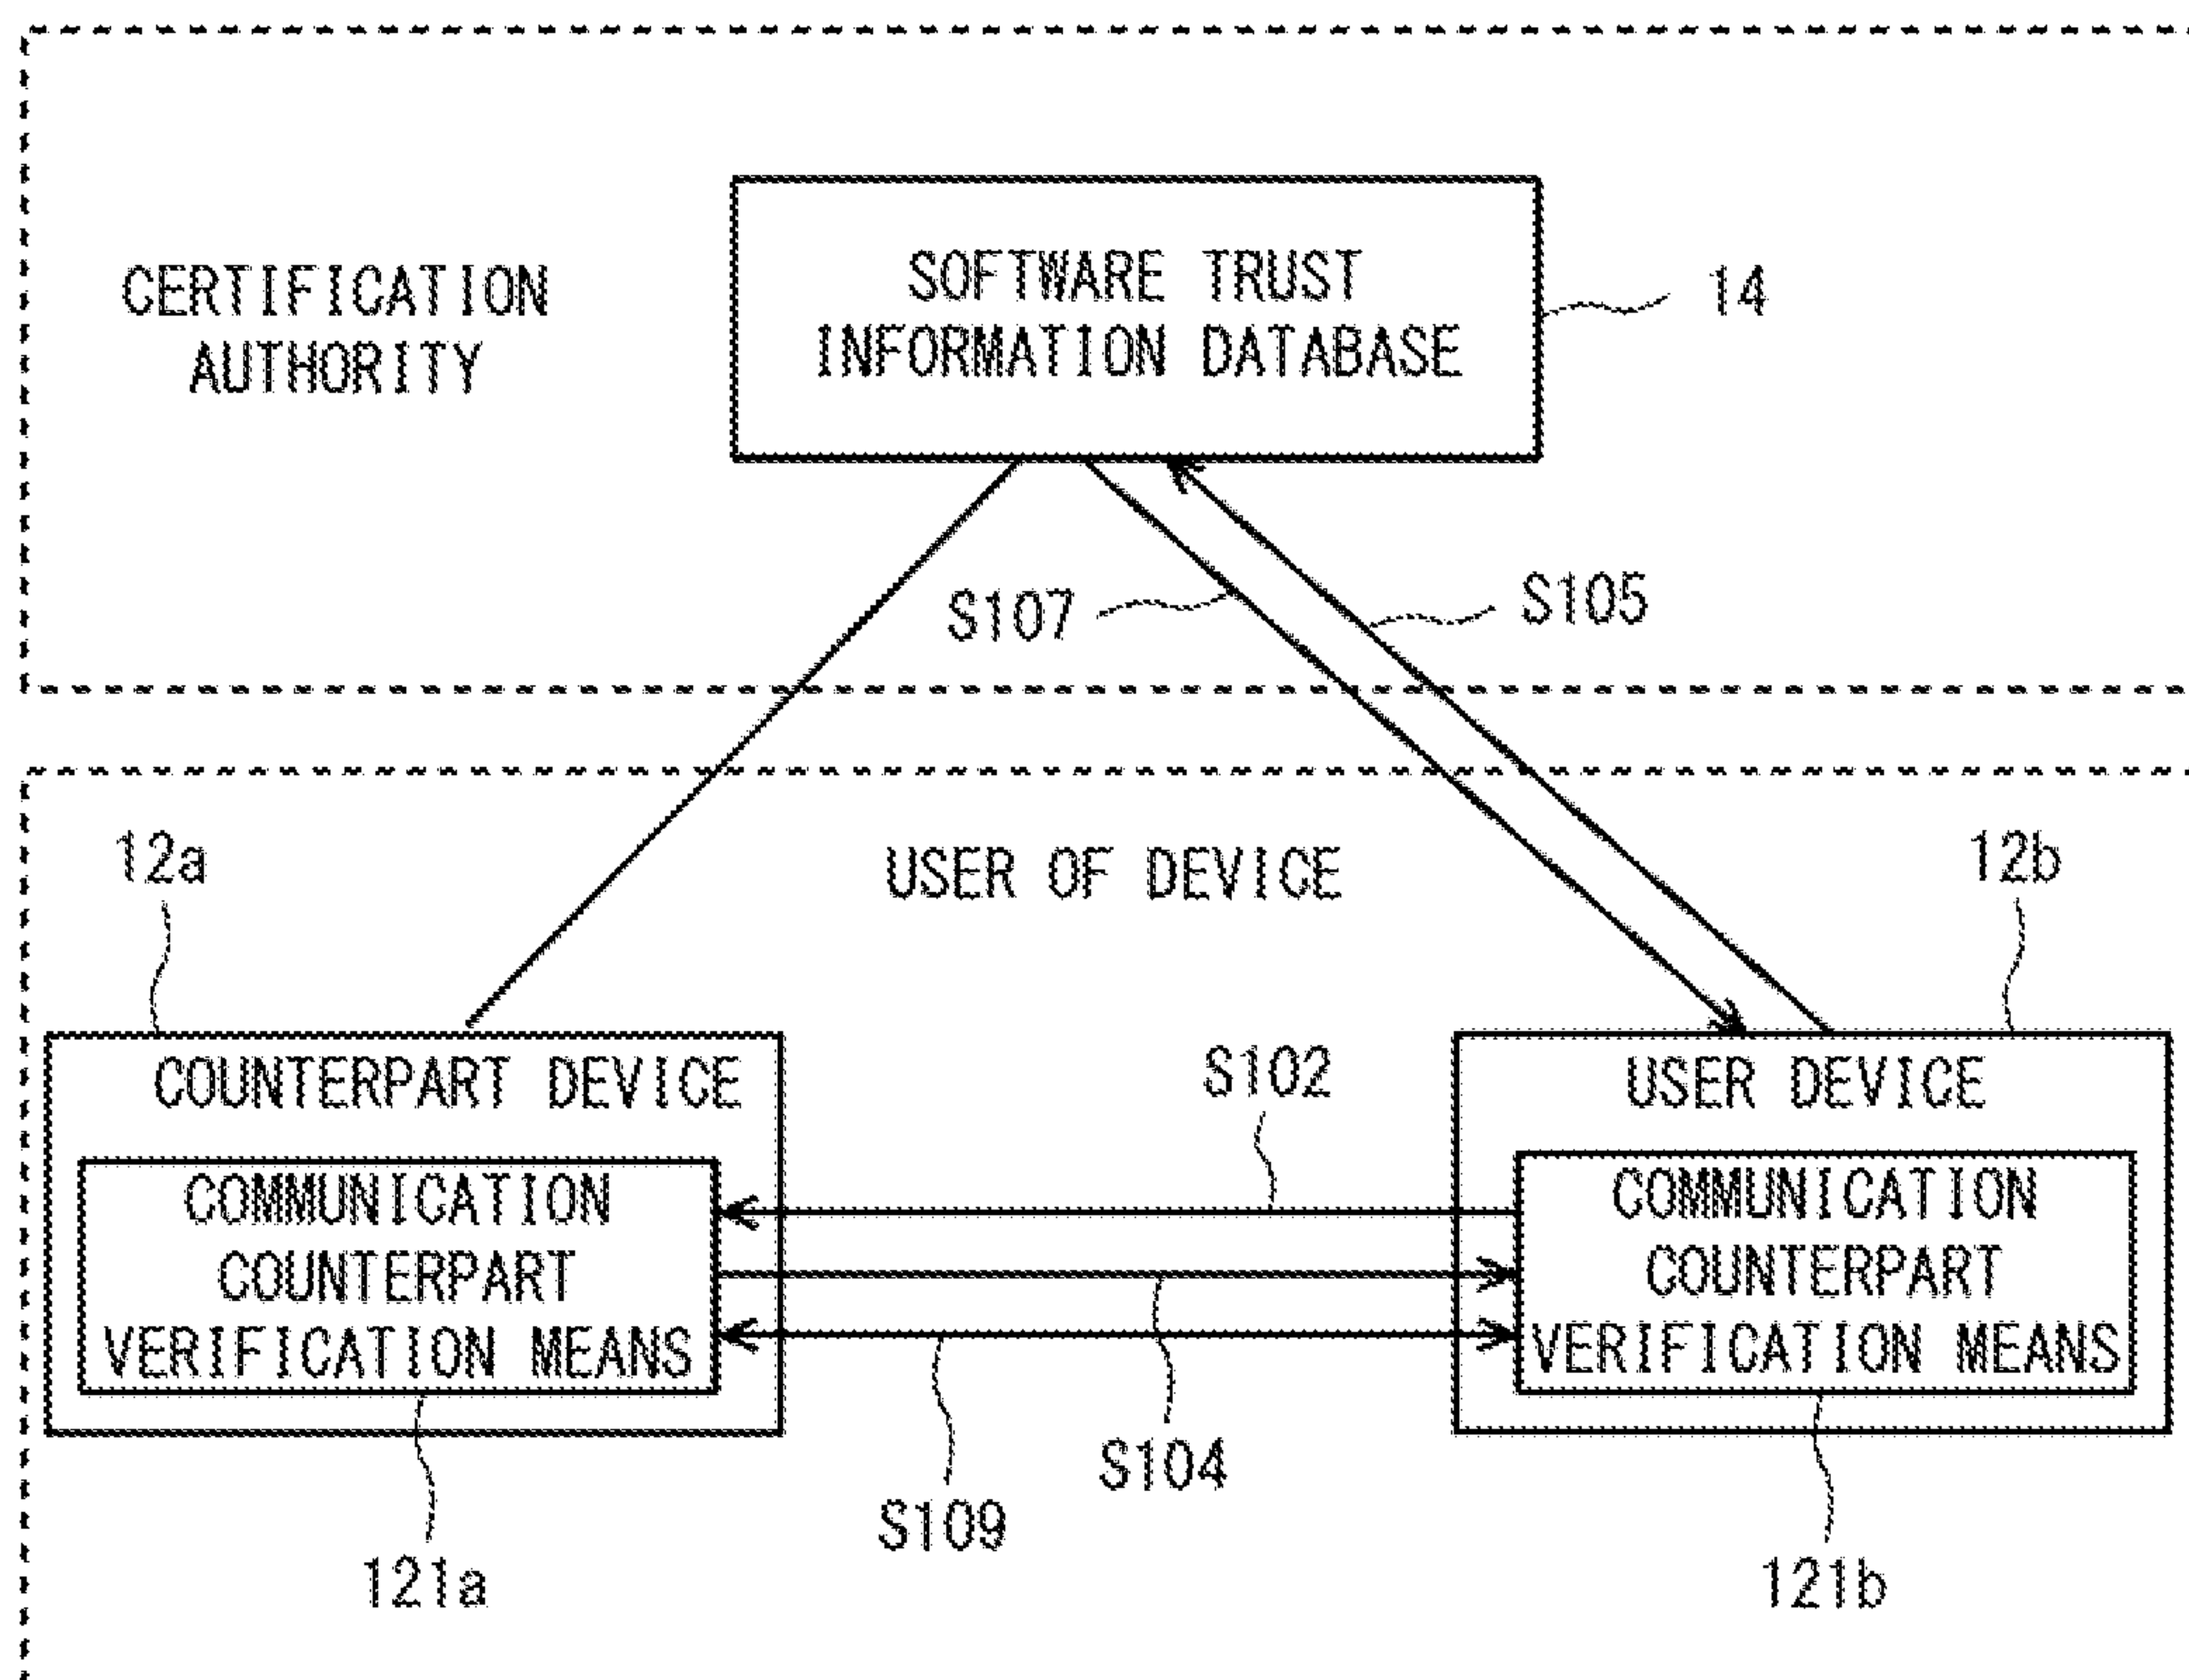 CERTIFICATION
AUTHORITY
SOFTWARE TRUST
INFORMATION DATABASE
14
S107
S105
12a
USER OF DEVICE
12b
COUNTERPART DEVICE
COMMUNICATION
COUNTERPART
VERIFICATION MEANS
S102
USER DEVICE
COMMUNICATION
COUNTERPART
VERIFICATION MEANS
S104
S109
121a
121b